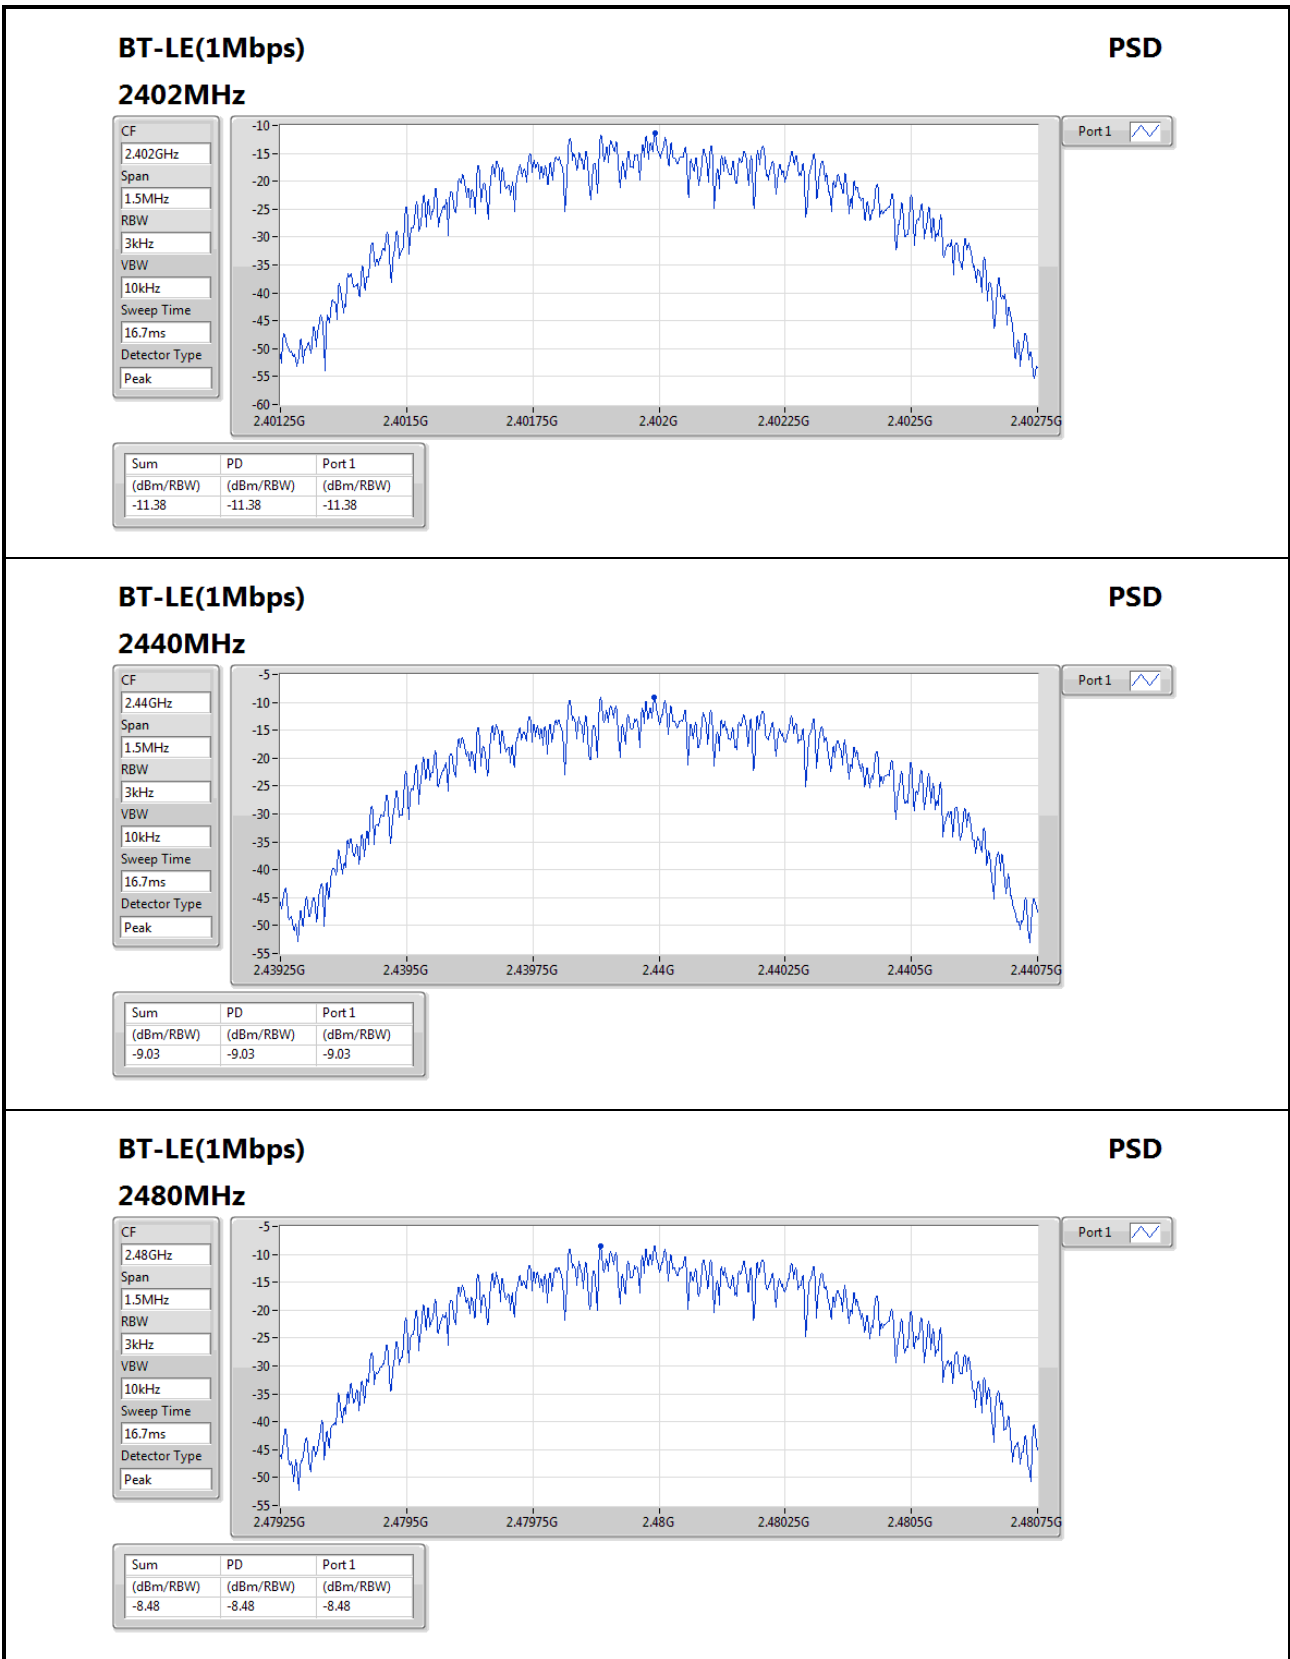 BT-LE(1Mbps) PSD
2402MHz
CF
2.402GHz
Span
1.5MHz
RBW
3kHz
VBW
10kHz
Sweep Time
16.7ms
Detector Type
Peak
-10
-15
-20
-25
-30
-35
-40
-45
-50
-55
-60
2.40125G 2.4015G 2.40175G 2.402G 2.40225G 2.4025G 2.40275G
Port 1
Sum PD Port 1
(dBm/RBW) (dBm/RBW) (dBm/RBW)
-11.38 -11.38 -11.38
BT-LE(1Mbps) PSD
2440MHz
CF
2.44GHz
Span
1.5MHz
RBW
3kHz
VBW
10kHz
Sweep Time
16.7ms
Detector Type
Peak
-5
-10
-15
-20
-25
-30
-35
-40
-45
-50
-55
2.43925G 2.4395G 2.43975G 2.44G 2.44025G 2.4405G 2.44075G
Port 1
Sum PD Port 1
(dBm/RBW) (dBm/RBW) (dBm/RBW)
-9.03 -9.03 -9.03
BT-LE(1Mbps) PSD
2480MHz
CF
2.48GHz
Span
1.5MHz
RBW
3kHz
VBW
10kHz
Sweep Time
16.7ms
Detector Type
Peak
-5
-10
-15
-20
-25
-30
-35
-40
-45
-50
-55
2.47925G 2.4795G 2.47975G 2.48G 2.48025G 2.4805G 2.48075G
Port 1
Sum PD Port 1
(dBm/RBW) (dBm/RBW) (dBm/RBW)
-8.48 -8.48 -8.48